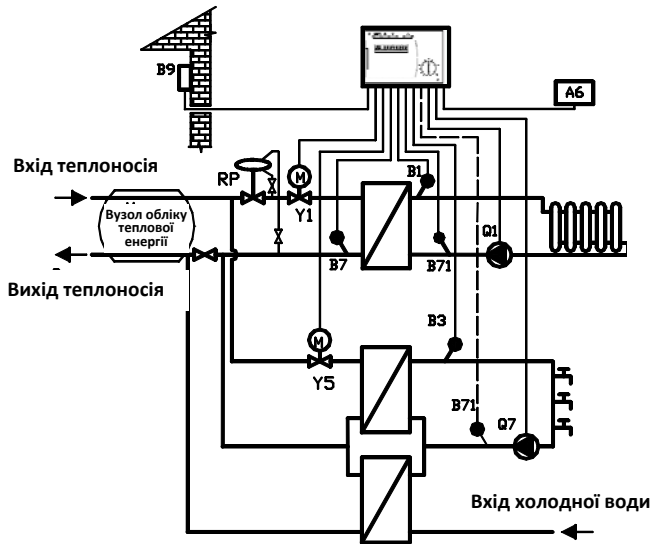 B9
A6
Вхід теплоносія
RP
M
Y1
B1
Вузол обліку
теплової
енергії
Q1
B7
B71
Вихід теплоносія
B3
M
Y5
B71
Q7
Вхід холодної води